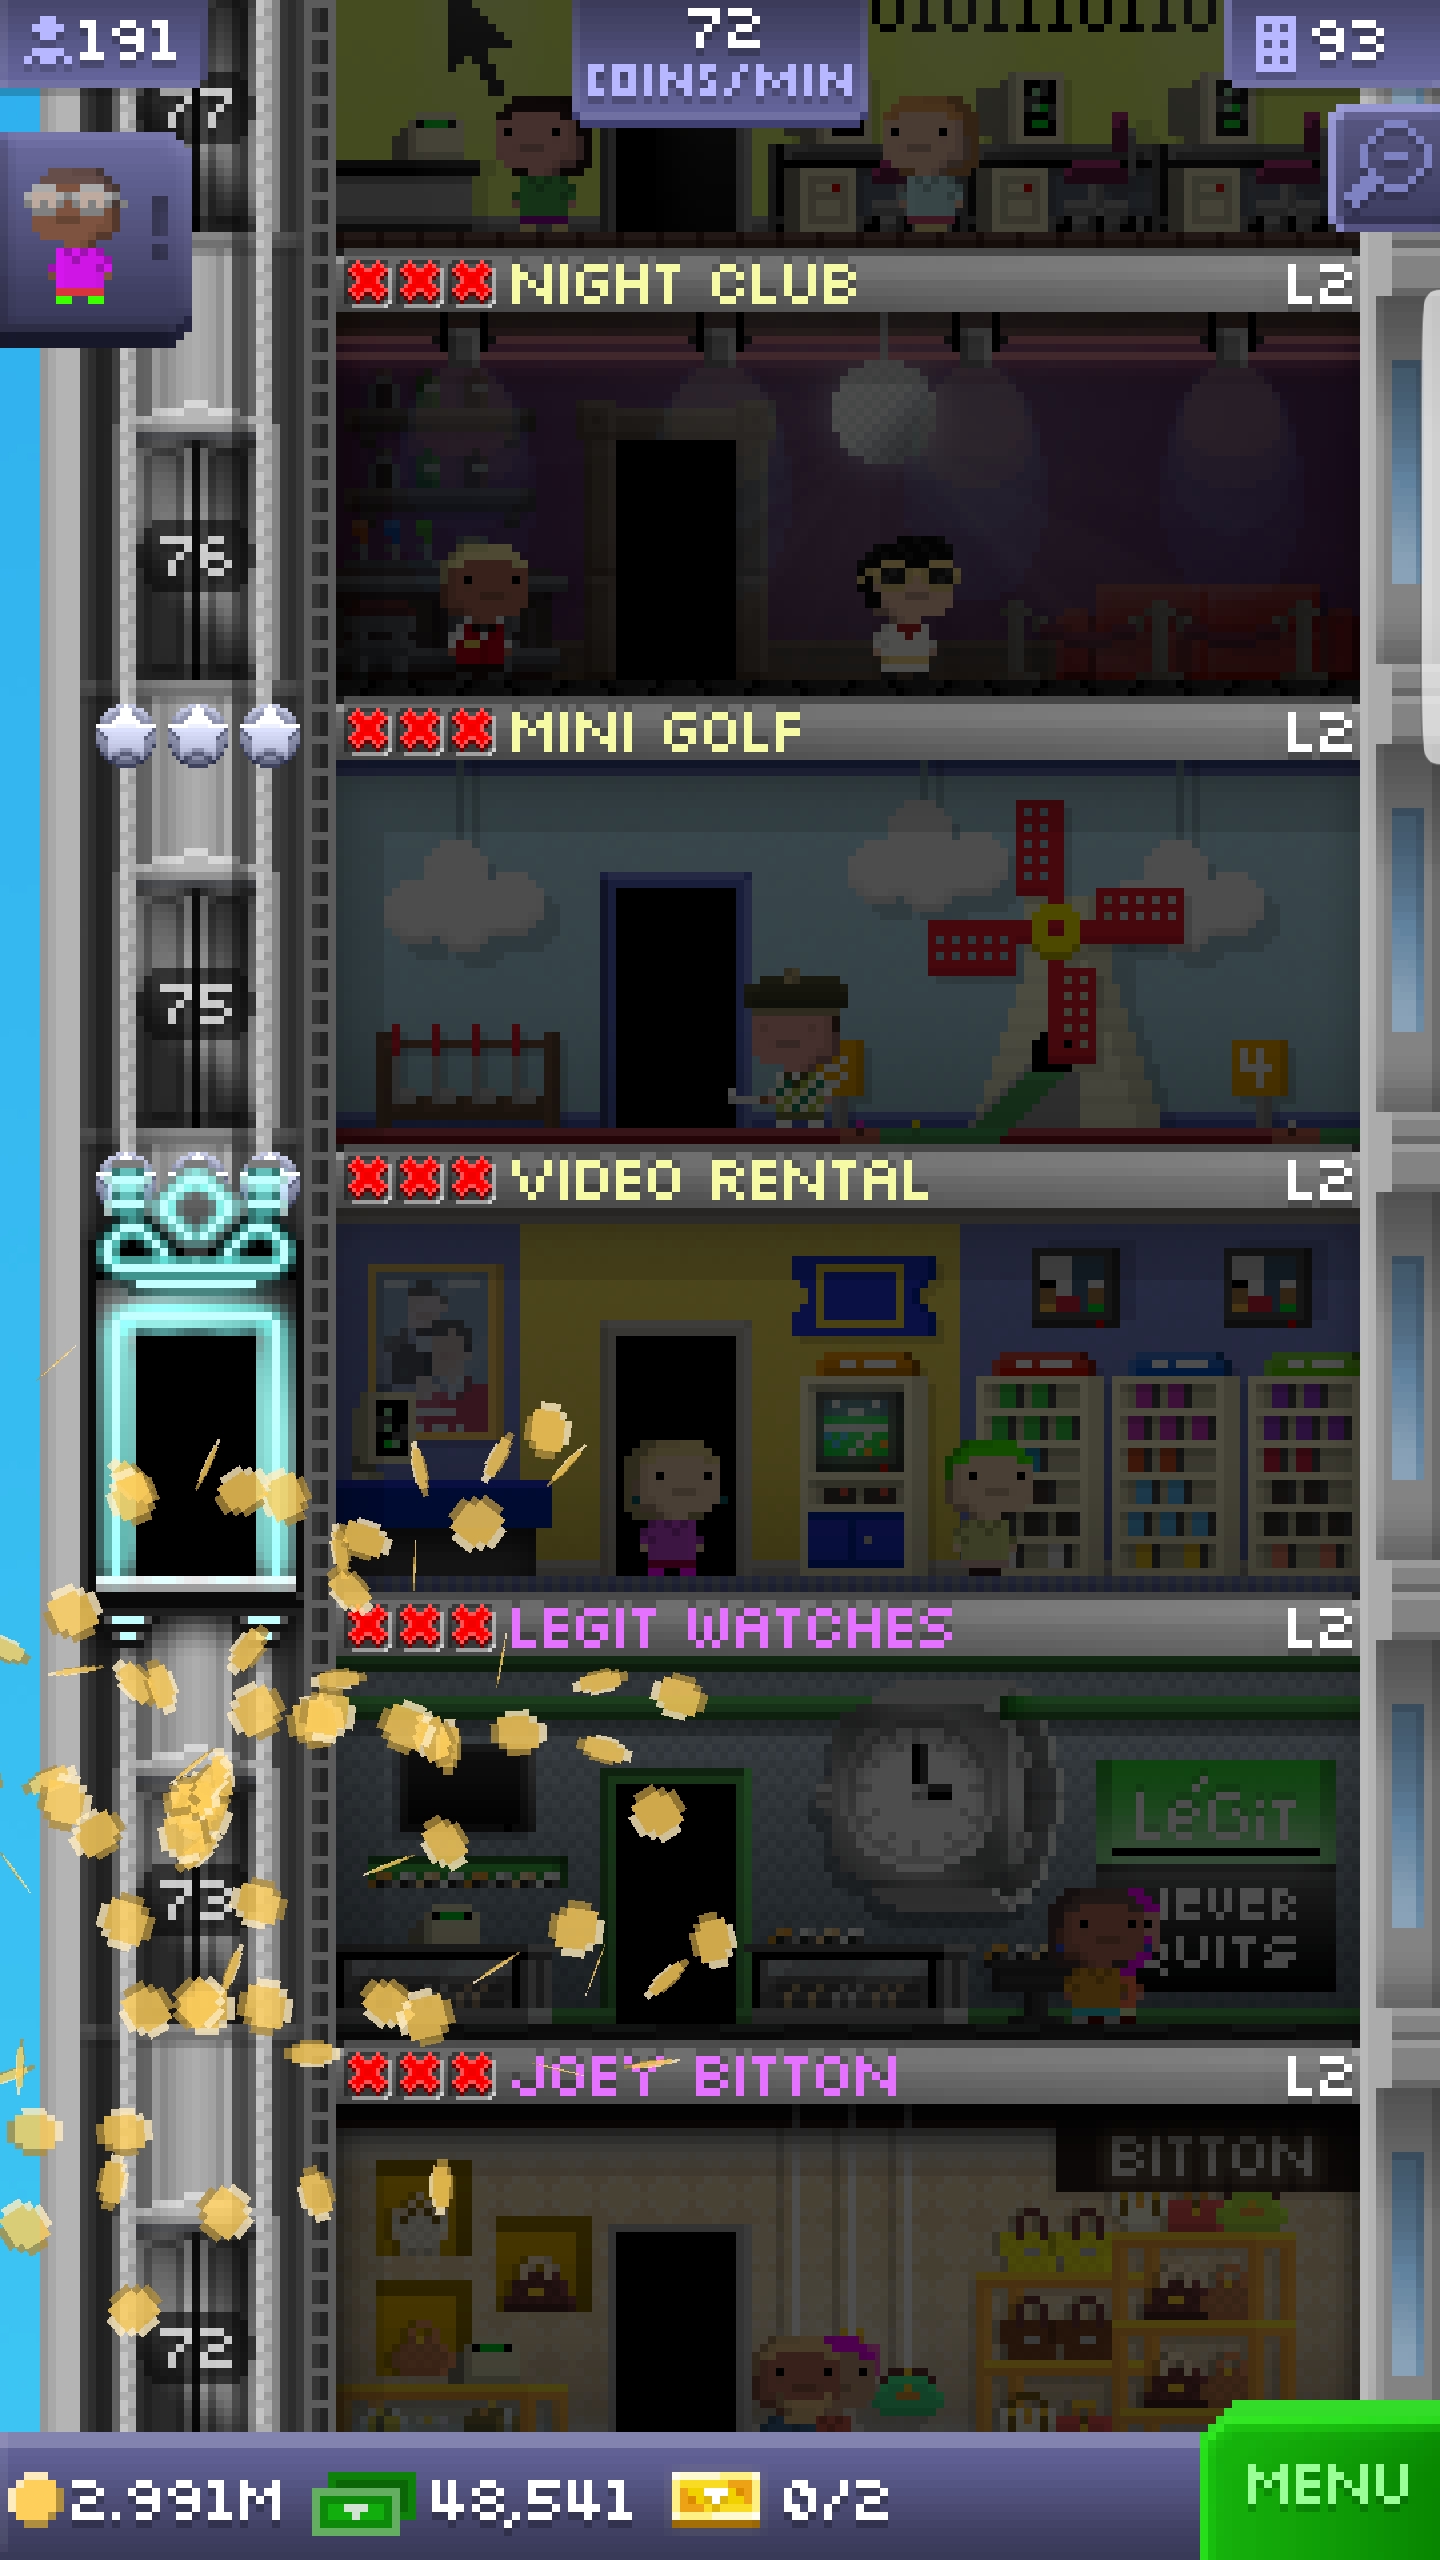 191
72
COINS/MIN
0101110110
93
77
NIGHT CLUB L2
76
MINI GOLF L2
75
4
VIDEO RENTAL L2
LEGIT WATCHES L2
LéGiT
73
NEVER
QUITS
JOEY BITTON L2
BITTON
72
2.991M 48,541 0/2
MENU